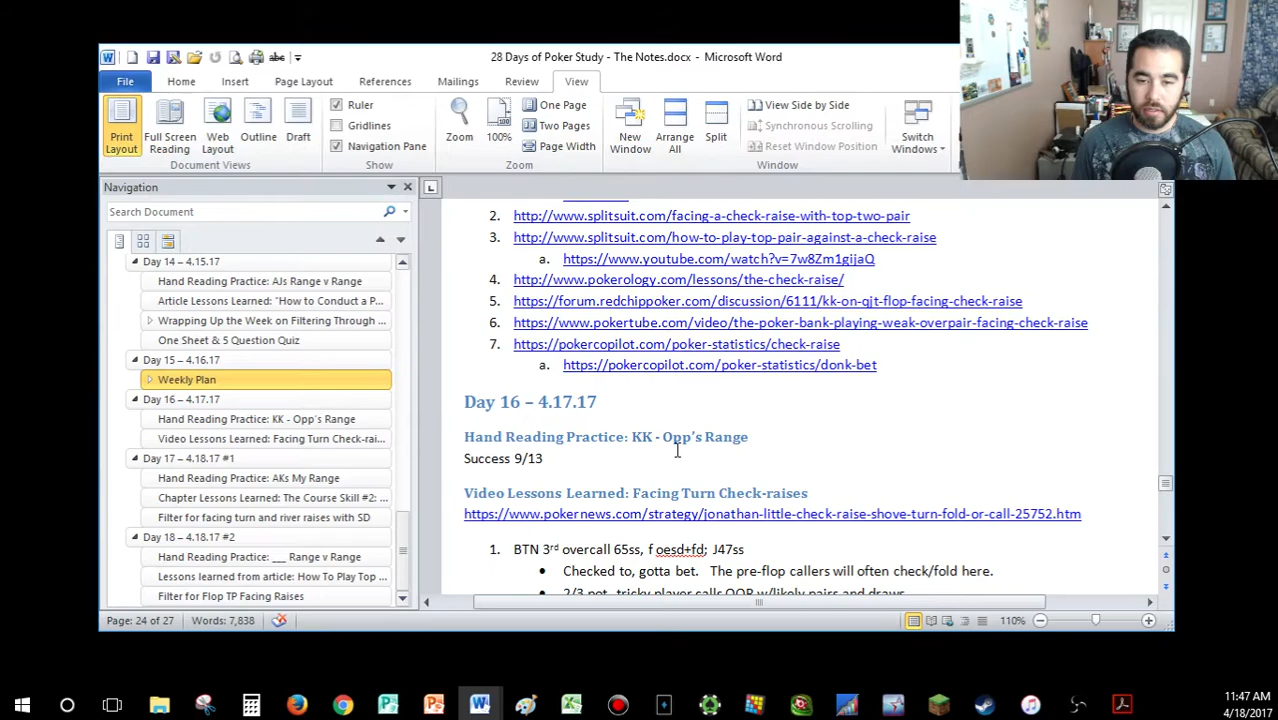 28 Days of Poker Study - The Notes.docx - Microsoft Word
File Home Insert Page Layout References Mailings Review View
Print Layout
Full Screen Reading
Web Layout
Outline
Draft
Document Views
Ruler
Gridlines
Navigation Pane
Show
Zoom
100%
One Page
Two Pages
Page Width
Zoom
New Window
Arrange All
Split
View Side by Side
Synchronous Scrolling
Reset Window Position
Window
Switch Windows
Navigation
Search Document
Day 14 – 4.15.17
Hand Reading Practice: AJs Range v Range
Article Lessons Learned: "How to Conduct a P...
Wrapping Up the Week on Filtering Through ...
One Sheet & 5 Question Quiz
Day 15 – 4.16.17
Weekly Plan
Day 16 – 4.17.17
Hand Reading Practice: KK - Opp's Range
Video Lessons Learned: Facing Turn Check-rai...
Day 17 – 4.18.17 #1
Hand Reading Practice: AKs My Range
Chapter Lessons Learned: The Course Skill #2: ...
Filter for facing turn and river raises with SD
Day 18 – 4.18.17 #2
Hand Reading Practice: ___ Range v Range
Lessons learned from article: How To Play Top ...
Filter for Flop TP Facing Raises
2. http://www.splitsuit.com/facing-a-check-raise-with-top-two-pair
3. http://www.splitsuit.com/how-to-play-top-pair-against-a-check-raise
a. https://www.youtube.com/watch?v=7w8Zm1gijaQ
4. http://www.pokerology.com/lessons/the-check-raise/
5. https://forum.redchippoker.com/discussion/6111/kk-on-qjt-flop-facing-check-raise
6. https://www.pokertube.com/video/the-poker-bank-playing-weak-overpair-facing-check-raise
7. https://pokercopilot.com/poker-statistics/check-raise
a. https://pokercopilot.com/poker-statistics/donk-bet
Day 16 – 4.17.17
Hand Reading Practice: KK - Opp's Range
Success 9/13
Video Lessons Learned: Facing Turn Check-raises
https://www.pokernews.com/strategy/jonathan-little-check-raise-shove-turn-fold-or-call-25752.htm
1. BTN 3rd overcall 65ss, f oesd+fd; J47ss
• Checked to, gotta bet. The pre-flop callers will often check/fold here.
• 2/3 pot, tricky player calls OOP w/likely pairs and draws
Page: 24 of 27
Words: 7,838
110%
11:47 AM
4/18/2017